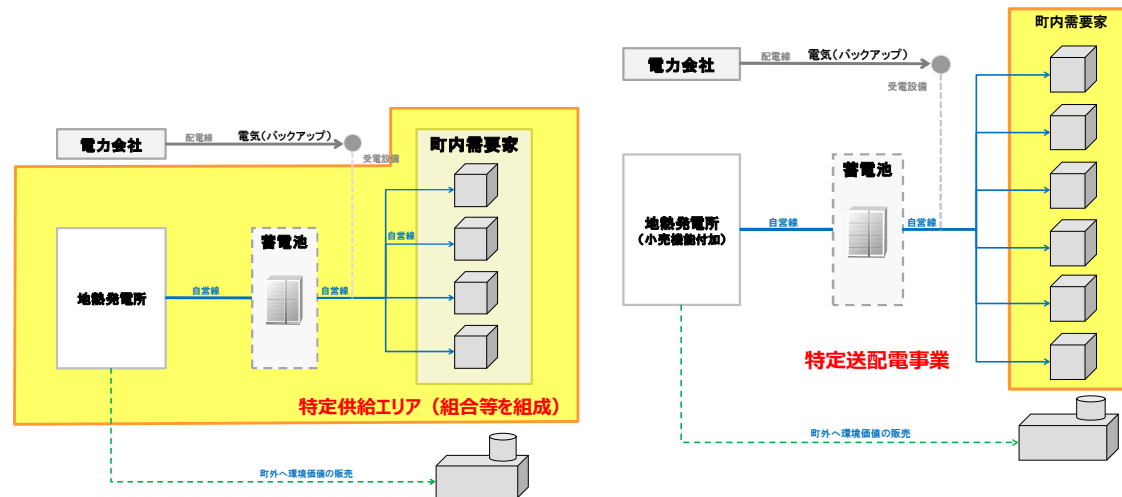 電力会社
配電線
電気(バックアップ)
受電設備
町内需要家
蓄電池
地熱発電所
自営線
自営線
自営線
特定供給エリア(組合等を組成)
町外へ環境価値の販売
町内需要家
電力会社
配電線
電気(バックアップ)
受電設備
蓄電池
地熱発電所
(小売機能付加)
自営線
自営線
特定送配電事業
町外へ環境価値の販売